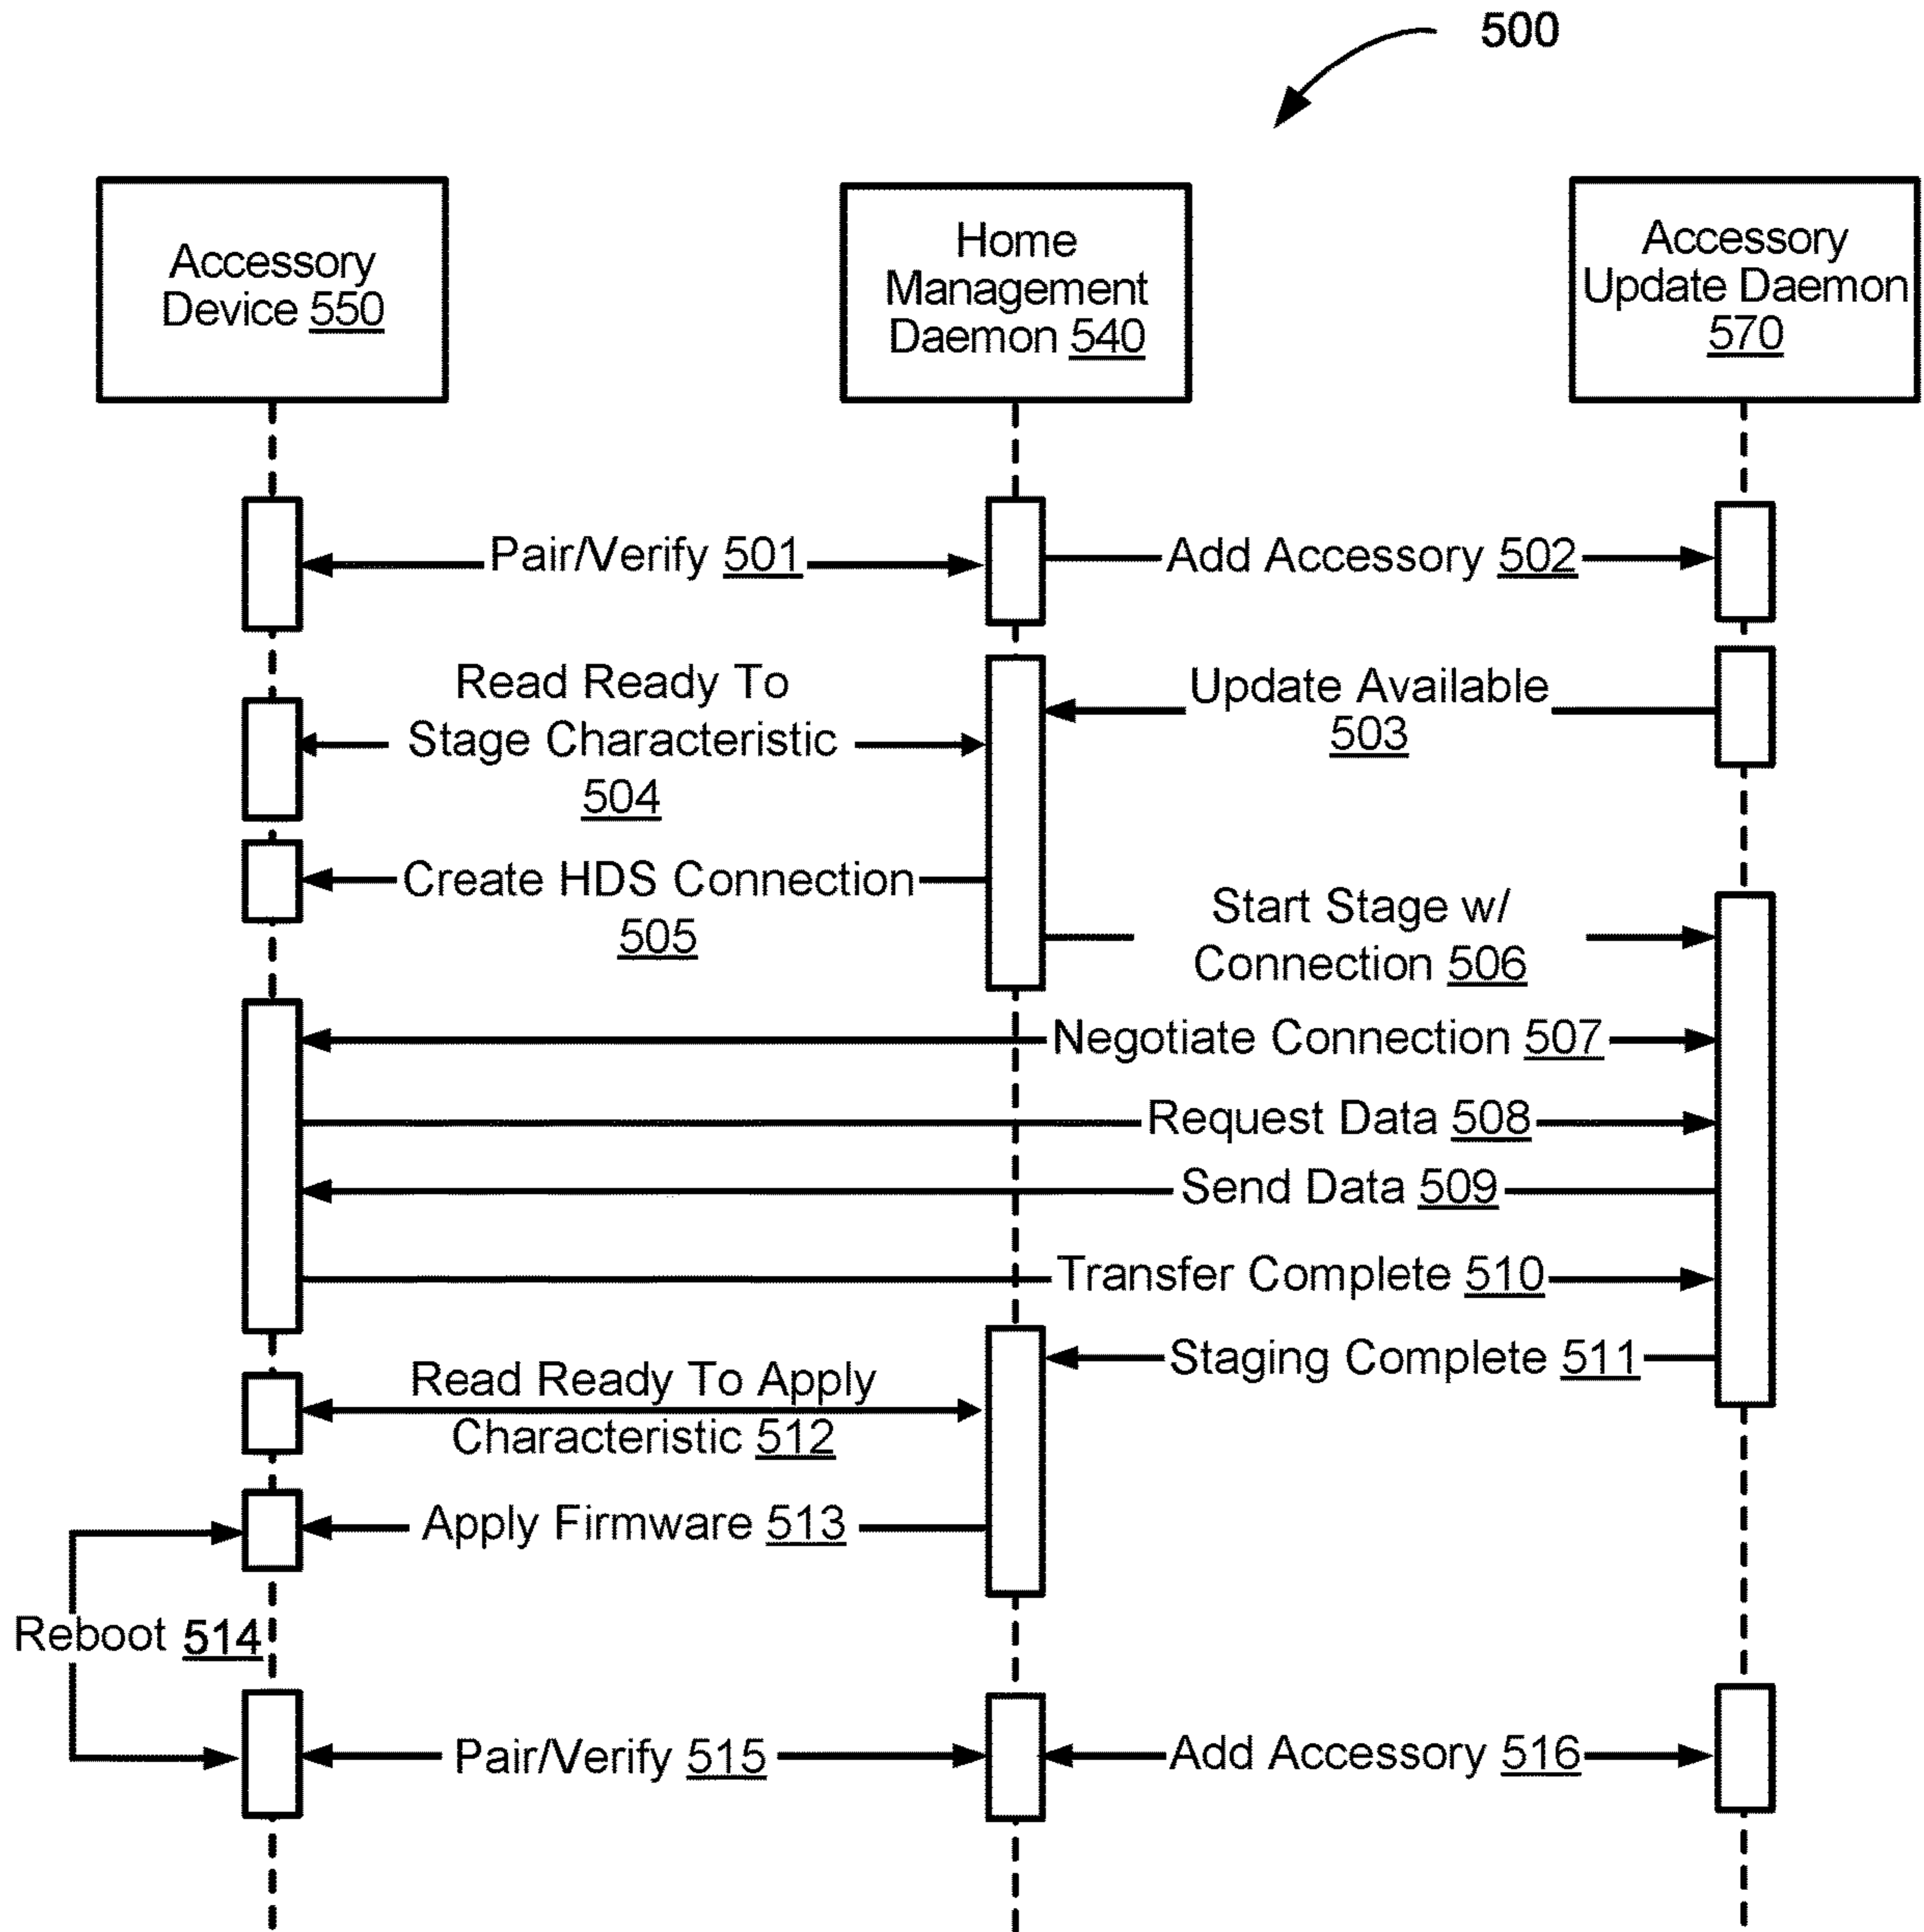 500
Accessory
Device 550
Home
Management
Daemon 540
Accessory
Update Daemon
570
Pair/Verify 501
Add Accessory 502
Read Ready To
Stage Characteristic
504
Update Available
503
Create HDS Connection
505
Start Stage w/
Connection 506
Negotiate Connection 507
Request Data 508
Send Data 509
Transfer Complete 510
Staging Complete 511
Read Ready To Apply
Characteristic 512
Apply Firmware 513
Reboot 514
Pair/Verify 515
Add Accessory 516